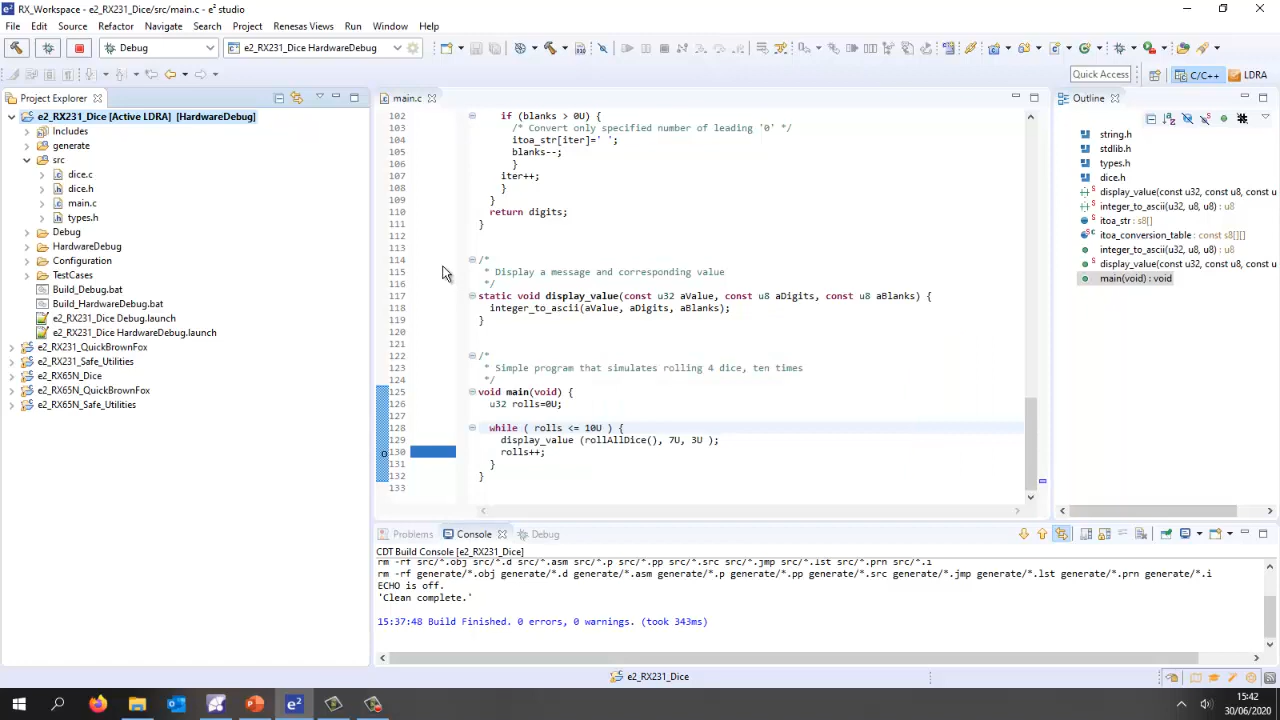 RX_Workspace - e2_RX231_Dice/src/main.c - e² studio
File Edit Source Refactor Navigate Search Project Renesas Views Run Window Help
Debug e2_RX231_Dice HardwareDebug
Quick Access C/C++ LDRA
Project Explorer
e2_RX231_Dice [Active LDRA) [HardwareDebug]
Includes
generate
src
dice.c
dice.h
main.c
types.h
Debug
HardwareDebug
Configuration
TestCases
Build_Debug.bat
Build_HardwareDebug.bat
e2_RX231_Dice Debug.launch
e2_RX231_Dice HardwareDebug.launch
e2_RX231_QuickBrownFox
e2_RX231_Safe_Utilities
e2_RX65N_Dice
e2_RX65N_QuickBrownFox
e2_RX65N_Safe_Utilities
main.c
102 if (blanks > 0U) {
103 /* Convert only specified number of leading '0' */
104 itoa_str[iter]=' ';
105 blanks--;
106 }
107 iter++;
108 }
109 }
110 return digits;
111 }
112
113
114 /*
115 * Display a message and corresponding value
116 */
117 static void display_value(const u32 aValue, const u8 aDigits, const u8 aBlanks) {
118 integer_to_ascii(aValue, aDigits, aBlanks);
119 }
120
121
122 /*
123 * Simple program that simulates rolling 4 dice, ten times
124 */
125 void main(void) {
126 u32 rolls=0U;
127
128 while ( rolls <= 10U ) {
129 display_value (rollAllDice(), 7U, 3U );
130 rolls++;
131 }
132 }
133
Outline
string.h
stdlib.h
types.h
dice.h
display_value(const u32, const u8, const u
integer_to_ascii(u32, u8, u8) : u8
itoa_str : s8[]
itoa_conversion_table : const s8[][]
integer_to_ascii(u32, u8, u8) : u8
display_value(const u32, const u8, const u
main(void) : void
Problems Console Debug
CDT Build Console [e2_RX231_Dice]
rm -rf src/*.obj src/*.d src/*.asm src/*.p src/*.pp src/*.src src/*.jmp src/*.lst src/*.prn src/*.i
rm -rf generate/*.obj generate/*.d generate/*.asm generate/*.p generate/*.pp generate/*.src generate/*.jmp generate/*.lst generate/*.prn generate/*.i
ECHO is off.
'Clean complete.'
15:37:48 Build Finished. 0 errors, 0 warnings. (took 343ms)
e2_RX231_Dice
15:42
30/06/2020